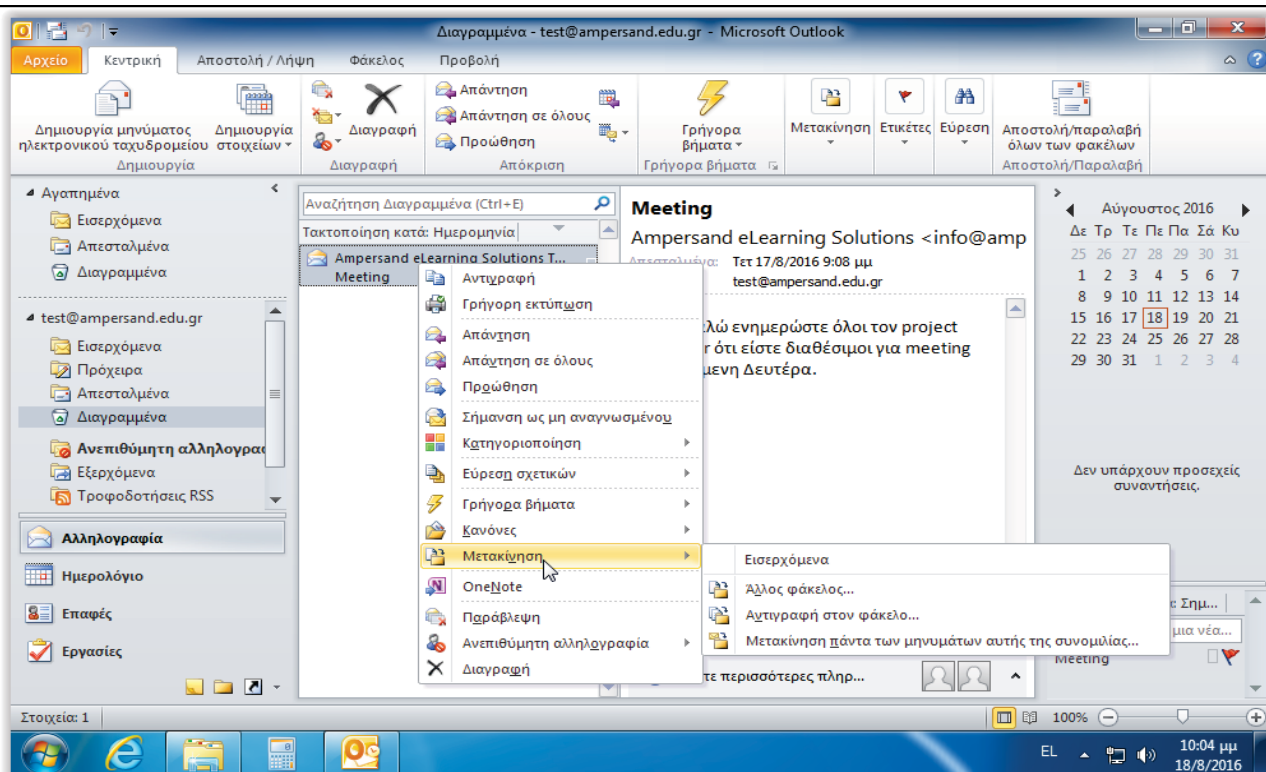 Διαγραμμένα - test@ampersand.edu.gr - Microsoft Outlook
Αρχείο Κεντρική Αποστολή / Λήψη Φάκελος Προβολή
Δημιουργία μηνύματος ηλεκτρονικού ταχυδρομείου
Δημιουργία στοιχείων
Δημιουργία
Διαγραφή
Διαγραφή
Απάντηση
Απάντηση σε όλους
Προώθηση
Απόκριση
Γρήγορα βήματα
Γρήγορα βήματα
Μετακίνηση
Ετικέτες
Εύρεση
Αποστολή/παραλαβή
όλων των φακέλων
Αποστολή/Παραλαβή
Αγαπημένα
Εισερχόμενα
Απεσταλμένα
Διαγραμμένα
test@ampersand.edu.gr
Εισερχόμενα
Πρόχειρα
Απεσταλμένα
Διαγραμμένα
Ανεπιθύμητη
Εξερχόμενα
Τροφοδοτήσεις RSS
Αλληλογραφία
Ημερολόγιο
Επαφές
Εργασίες
Αναζήτηση Διαγραμμένα (Ctrl+E)
Τακτοποίηση κατά: Ημερομηνία
Ampersand eLearning Solutions T...
Meeting
Αντιγραφή
Γρήγορη εκτύπωση
Απάντηση
Απάντηση σε όλους
Προώθηση
Σήμανση ως μη αναγνωσμένου
Κατηγοριοποίηση
Εύρεση σχετικών
Γρήγορα βήματα
Κανόνες
Μετακίνηση
OneNote
Παράβλεψη
Ανεπιθύμητη αλληλογραφία
Διαγραφή
Εισερχόμενα
Άλλος φάκελος...
Αντιγραφή στον φάκελο...
Μετακίνηση πάντα των μηνυμάτων αυτής της συνομιλίας...
Meeting
Ampersand eLearning Solutions <info@amp
Απεσταλμένα: Τετ 17/8/2016 9:08 μμ
test@ampersand.edu.gr
ενημερώστε όλοι τον project
ότι είστε διαθέσιμοι για meeting
Δευτέρα.
περισσότερες πληρ...
Αύγουστος 2016
Δε Τρ Τε Πε Πα Σά Κυ
25 26 27 28 29 30 31
1 2 3 4 5 6 7
8 9 10 11 12 13 14
15 16 17 18 19 20 21
22 23 24 25 26 27 28
29 30 31 1 2 3 4
Δεν υπάρχουν προσεχείς
συναντήσεις.
Σημ...
μια νέα...
Meeting
Στοιχεία: 1
100%
EL
10:04 μμ
18/8/2016